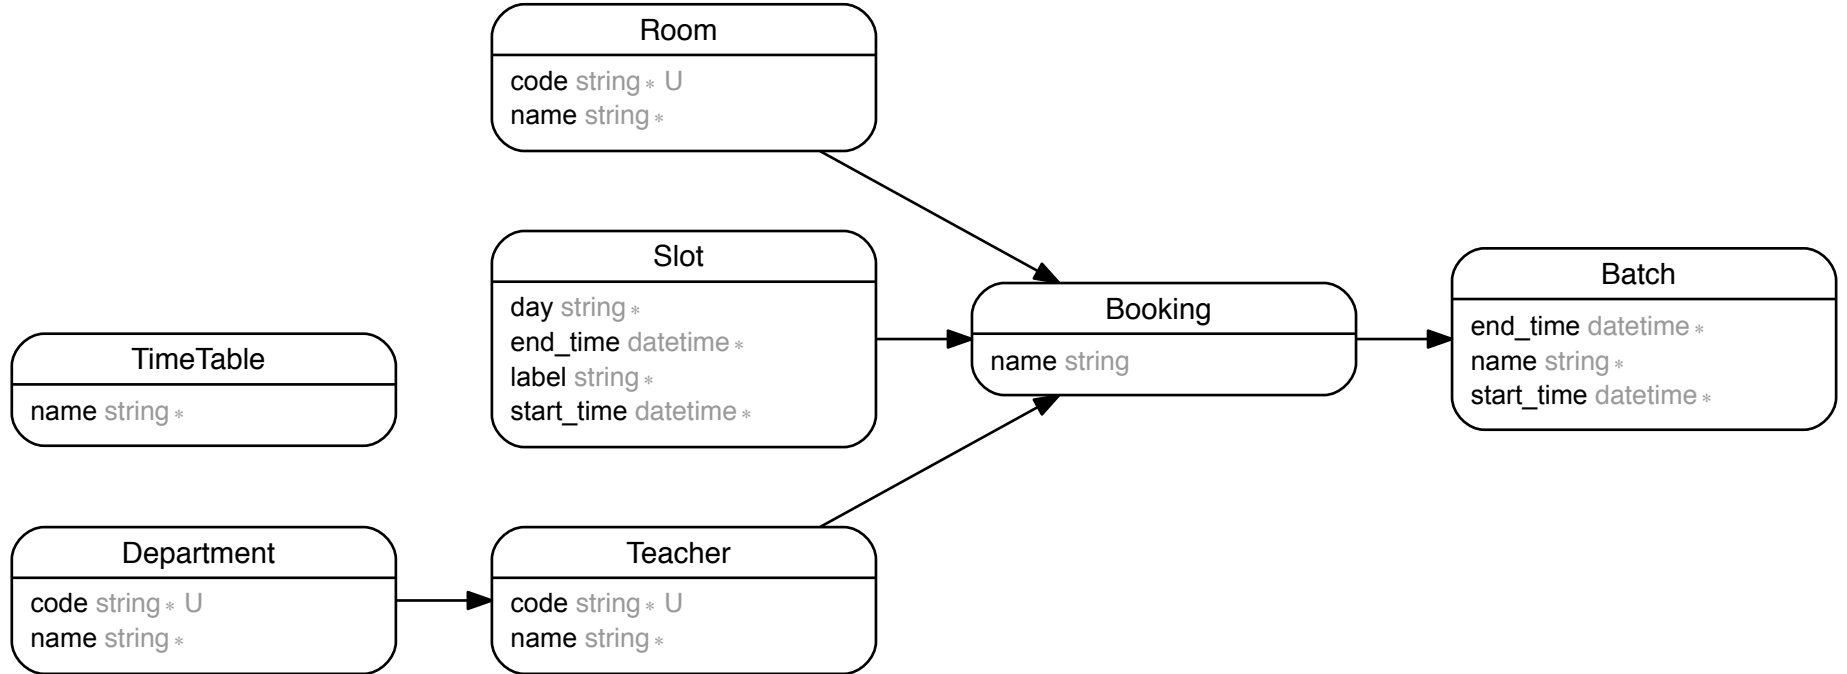 Room
code string* U
name string*
Slot
day string*
end_time datetime*
label string*
start_time datetime*
Booking
name string
Batch
end_time datetime*
name string*
start_time datetime*
TimeTable
name string*
Department
code string* U
name string*
Teacher
code string* U
name string*